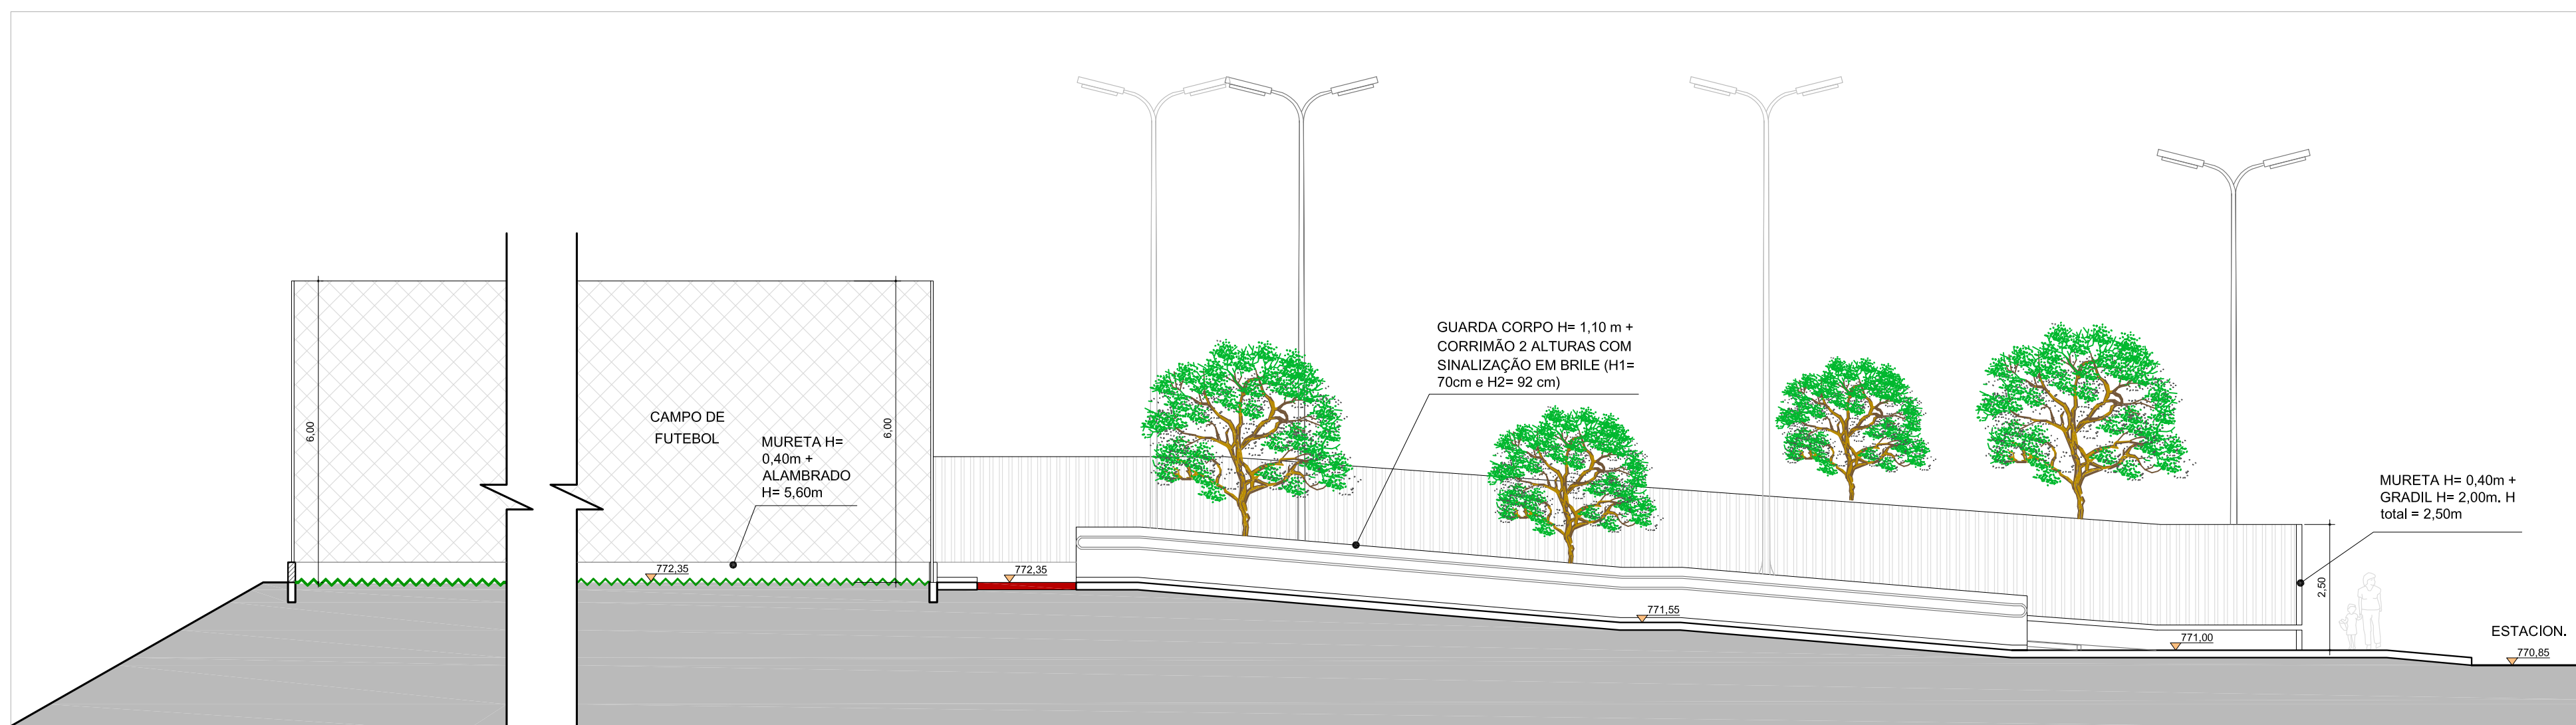 6,00
CAMPO DE
FUTEBOL
MURETA H=
0,40m +
ALAMBRADO
H= 5,60m
6,00
772,35
772,35
GUARDA CORPO H= 1,10 m +
CORRIMÃO 2 ALTURAS COM
SINALIZAÇÃO EM BRILE (H1=
70cm e H2= 92 cm)
771,55
771,00
MURETA H= 0,40m +
GRADIL H= 2,00m. H
total = 2,50m
2,50
ESTACION.
770,85